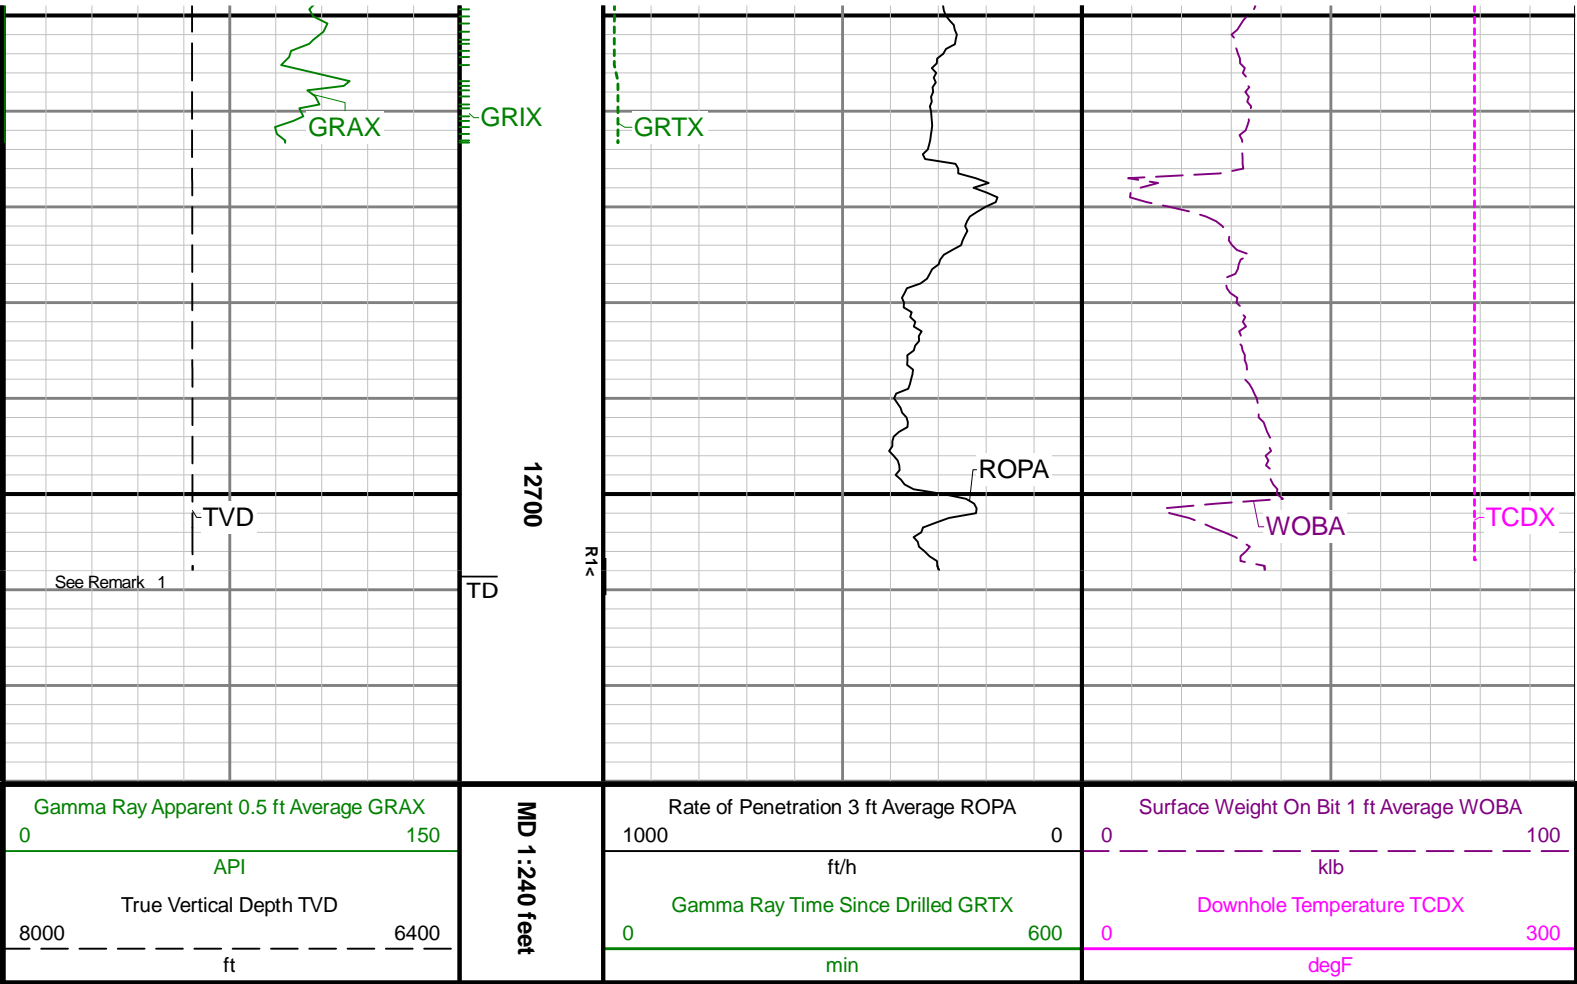 GRAX
GRIX
GRTX
12700
ROPA
TVD
WOBA
TCDX
R1<
See Remark 1
TD
Gamma Ray Apparent 0.5 ft Average GRAX
0 150
API
True Vertical Depth TVD
8000 6400
ft
MD 1:240 feet
Rate of Penetration 3 ft Average ROPA
1000 0
ft/h
Gamma Ray Time Since Drilled GRTX
0 600
min
Surface Weight On Bit 1 ft Average WOBA
0 100
klb
Downhole Temperature TCDX
0 300
degF